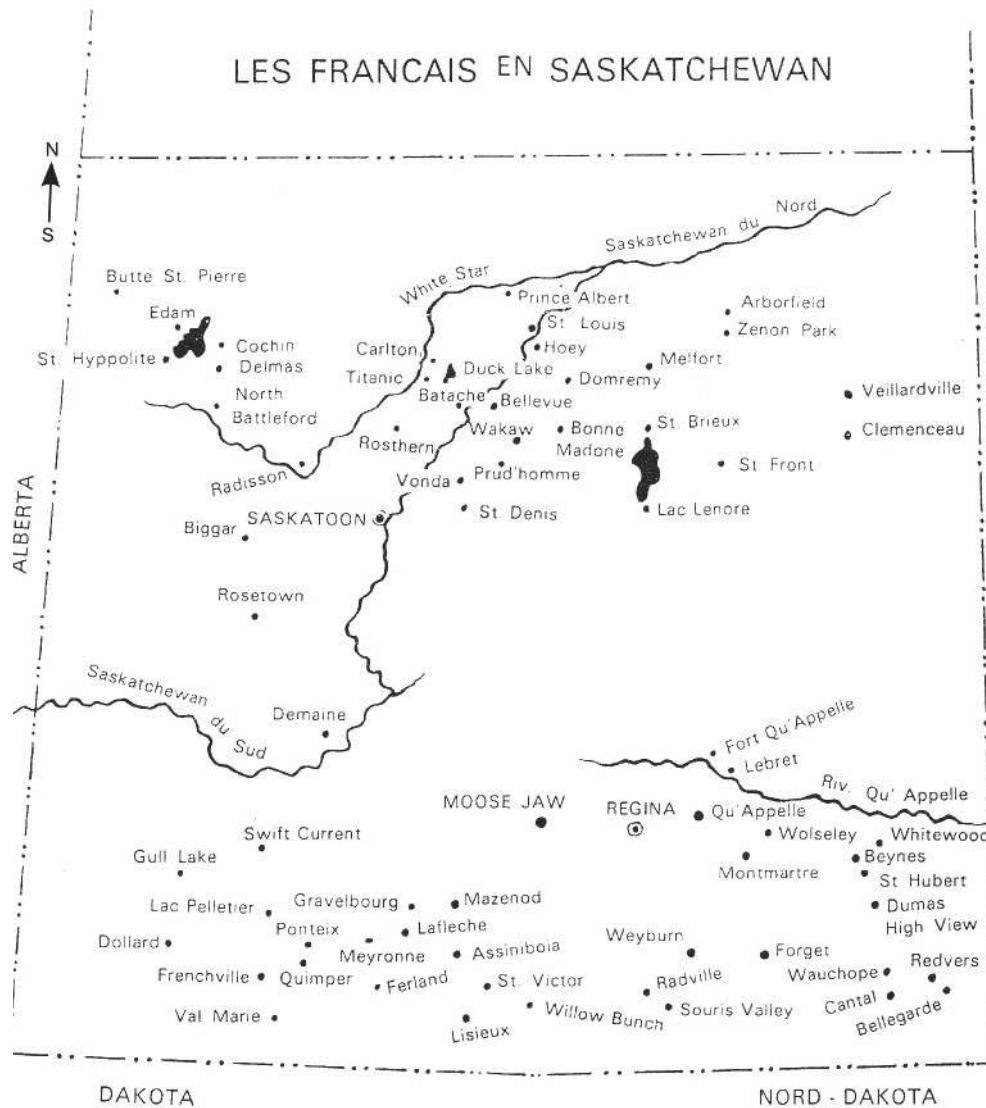 LES FRANCAIS EN SASKATCHEWAN
N
S
Saskatchewan du Nord
White Star
Butte St. Pierre
Prince Albert
Arborfield
Edam
St. Louis
Zenon Park
Cochin
Carlton
Hoey
St. Hyppolite
Delmas
Titanic
Duck Lake
Domremy
Melfort
North
Battleford
Batache
Bellevue
Veillardville
Rosthern
Wakaw
Bonne
Madone
St. Brieux
Clemenceau
Radisson
Vonda
Prud'homme
St. Front
SASKATOON
St. Denis
Lac Lenore
Biggar
ALBERTA
Rosetown
Saskatchewan du Sud
Demaine
Fort Qu'Appelle
Lebret
Riv. Qu' Appelle
MOOSE JAW
REGINA
Qu'Appelle
Swift Current
Wolseley
Whitewood
Gull Lake
Montmartre
Beynes
St Hubert
Lac Pelletier
Gravelbourg
Mazenod
Dumas
High View
Dollard
Ponteix
Lafleche
Meyronne
Assiniboia
Weyburn
Forget
Frenchville
Quimper
Ferland
St. Victor
Radville
Wauchope
Redvers
Val Marie
Lisieux
Willow Bunch
Souris Valley
Cantal
Bellegarde
DAKOTA
NORD - DAKOTA